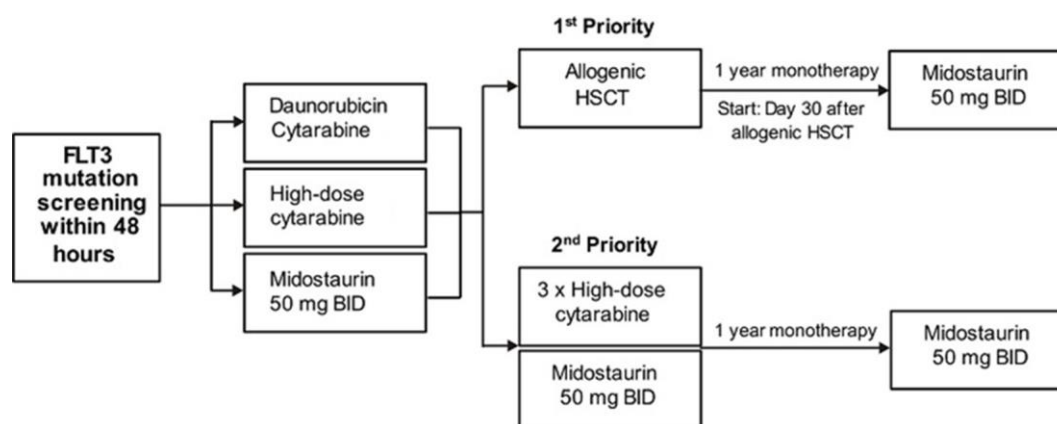 FLT3
mutation
screening
within 48
hours
Daunorubicin
Cytarabine
High-dose
cytarabine
Midostaurin
50 mg BID
1st Priority
Allogenic
HSCT
1 year monotherapy
Start: Day 30 after
allogenic HSCT
Midostaurin
50 mg BID
2nd Priority
3 x High-dose
cytarabine
Midostaurin
50 mg BID
1 year monotherapy
Midostaurin
50 mg BID